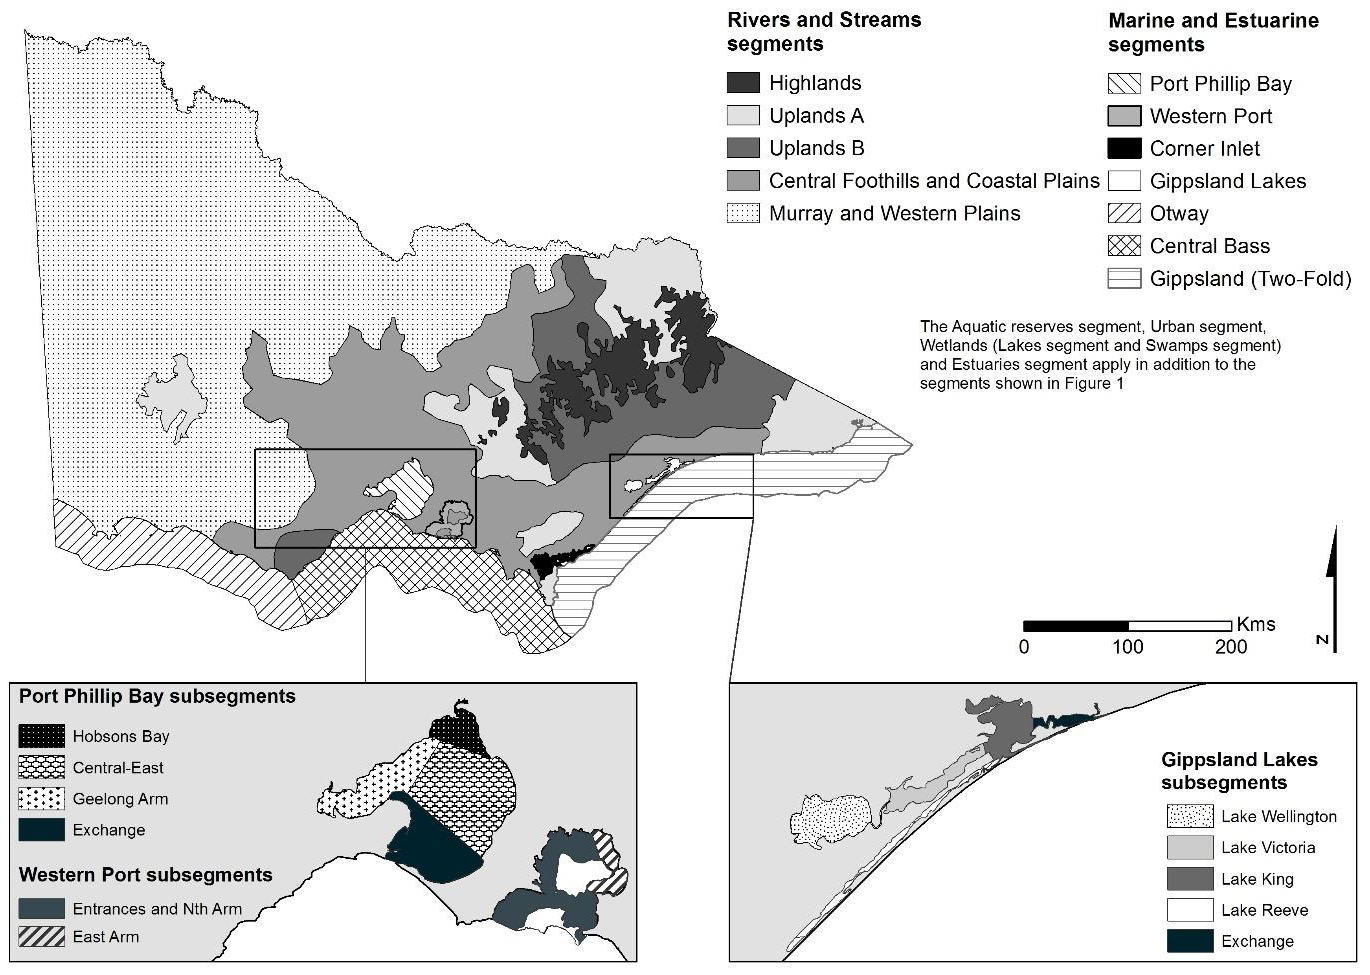 Rivers and Streams
segments
Highlands
Uplands A
Uplands B
Central Foothills and Coastal Plains
Murray and Western Plains
Marine and Estuarine
segments
Port Phillip Bay
Western Port
Corner Inlet
Gippsland Lakes
Otway
Central Bass
Gippsland (Two-Fold)
The Aquatic reserves segment, Urban segment,
Wetlands (Lakes segment and Swamps segment)
and Estuaries segment apply in addition to the
segments shown in Figure 1
Kms
0 100 200
N
Port Phillip Bay subsegments
Hobsons Bay
Central-East
Geelong Arm
Exchange
Western Port subsegments
Entrances and Nth Arm
East Arm
Gippsland Lakes
subsegments
Lake Wellington
Lake Victoria
Lake King
Lake Reeve
Exchange